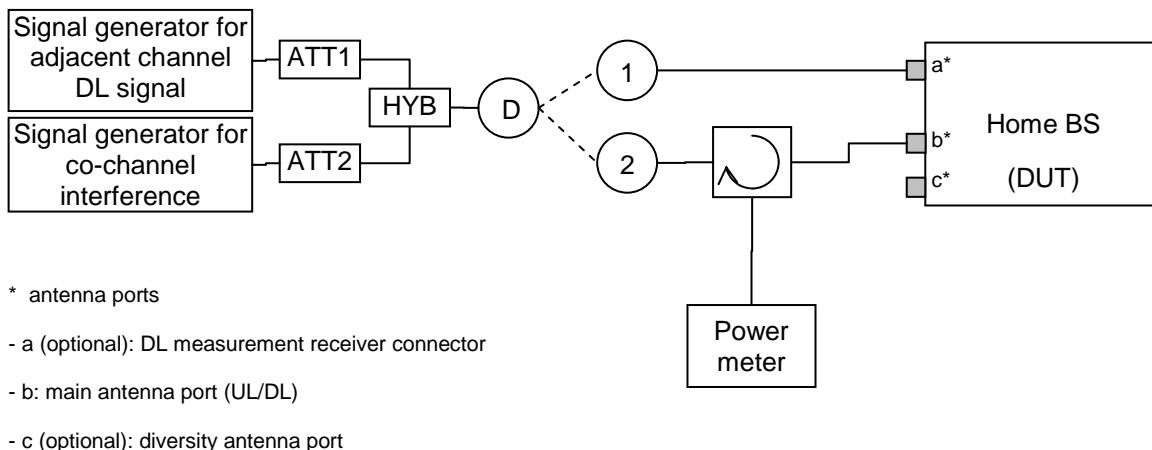 Signal generator for
adjacent channel
DL signal
ATT1
HYB
Signal generator for
co-channel
interference
ATT2
D
1
2
a*
b*
c*
Home BS
(DUT)
Power
meter
* antenna ports
- a (optional): DL measurement receiver connector
- b: main antenna port (UL/DL)
- c (optional): diversity antenna port